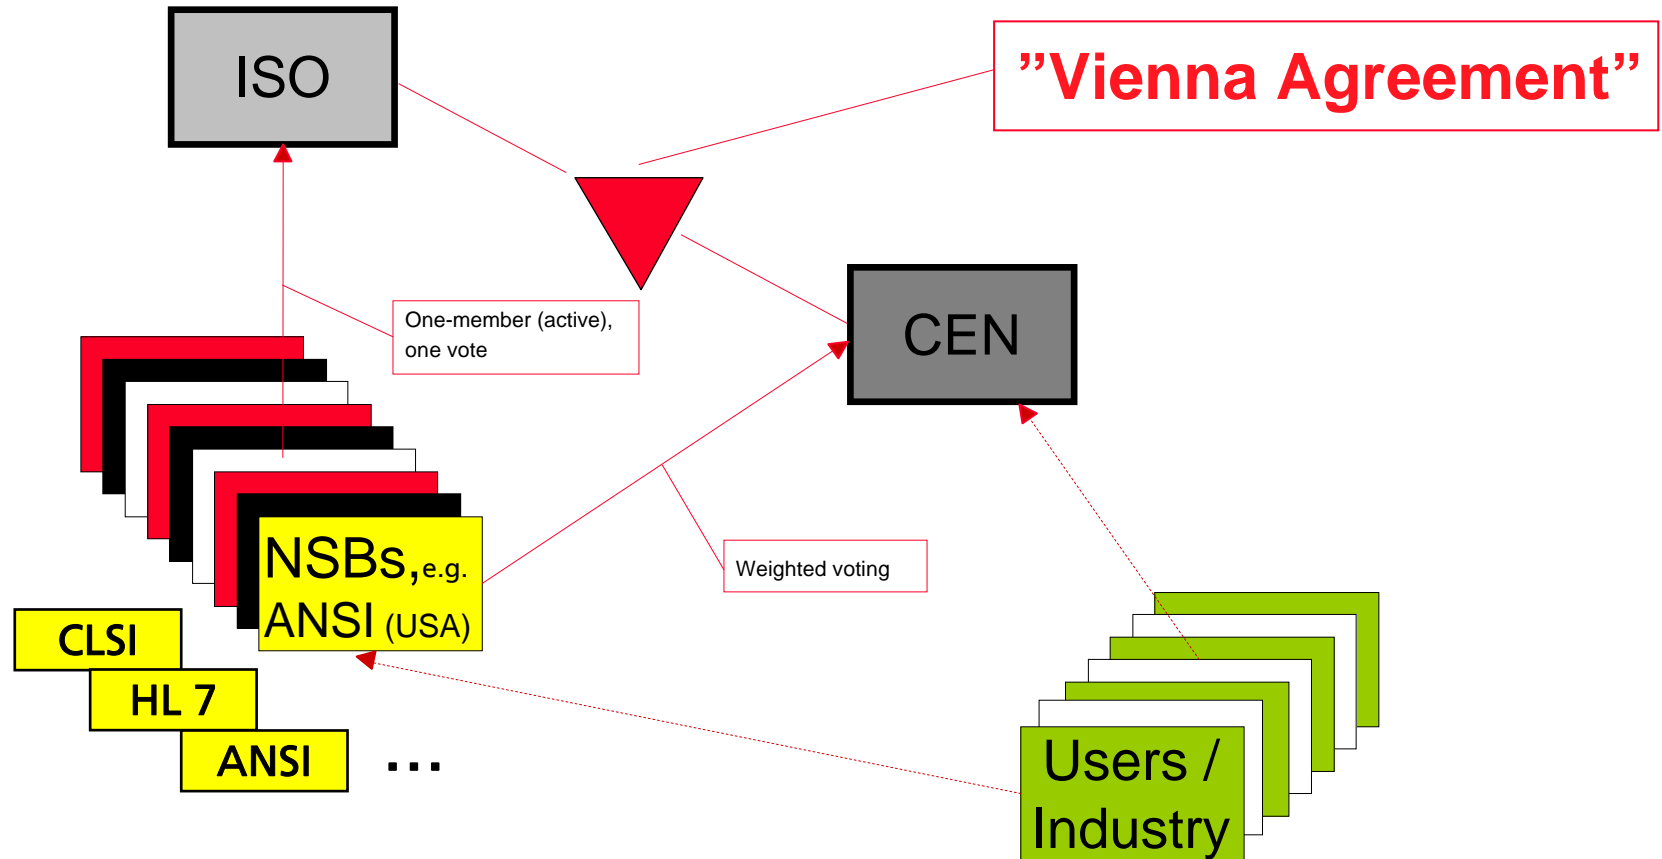 ISO
”Vienna Agreement”
One-member (active),
one vote
CEN
NSBs,e.g.
ANSI (USA)
Weighted voting
CLSI
HL 7
ANSI ...
Users /
Industry